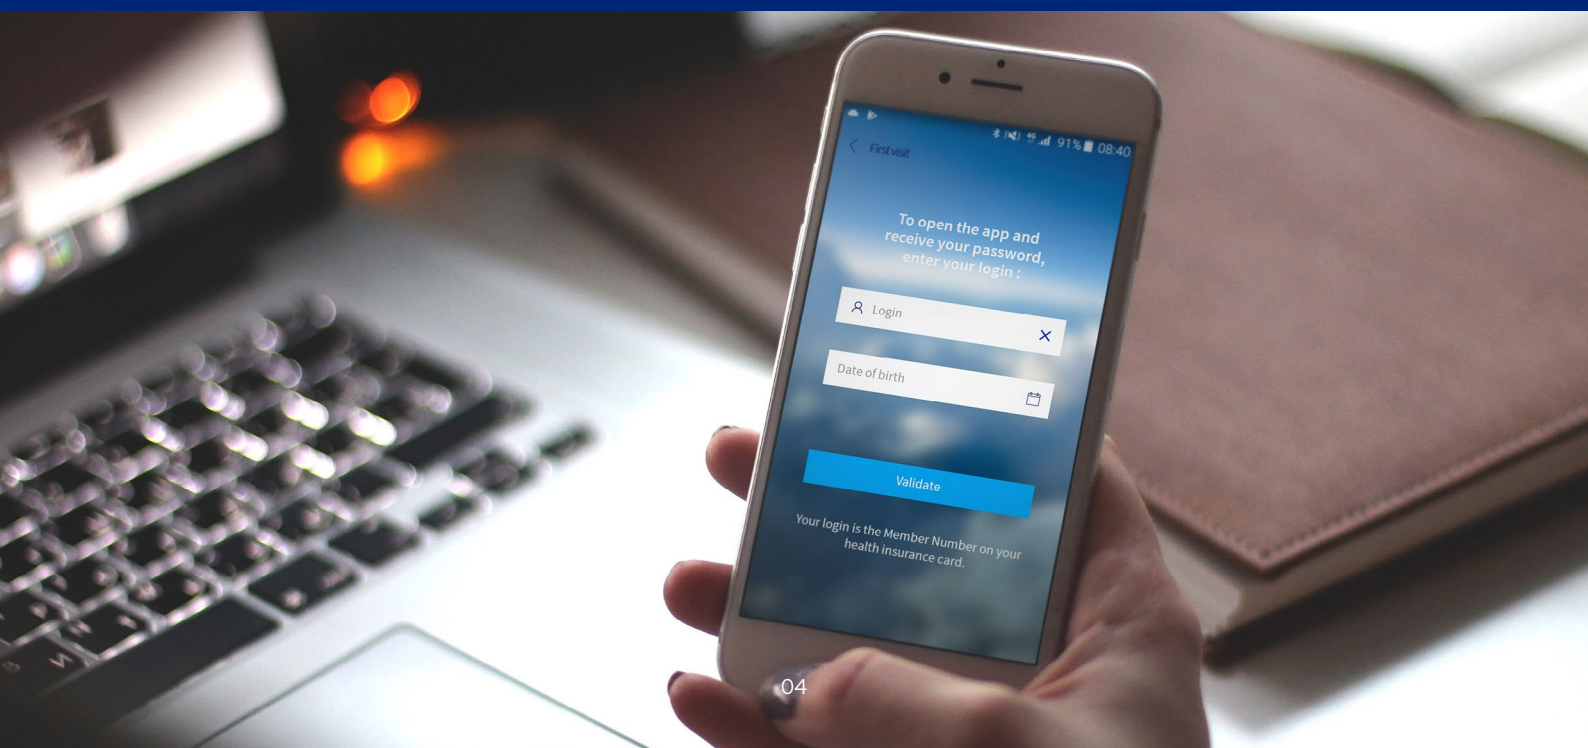 91% 08:40
First visit
To open the app and
receive your password,
enter your login :
Login
Date of birth
Validate
Your login is the Member Number on your
health insurance card.
04